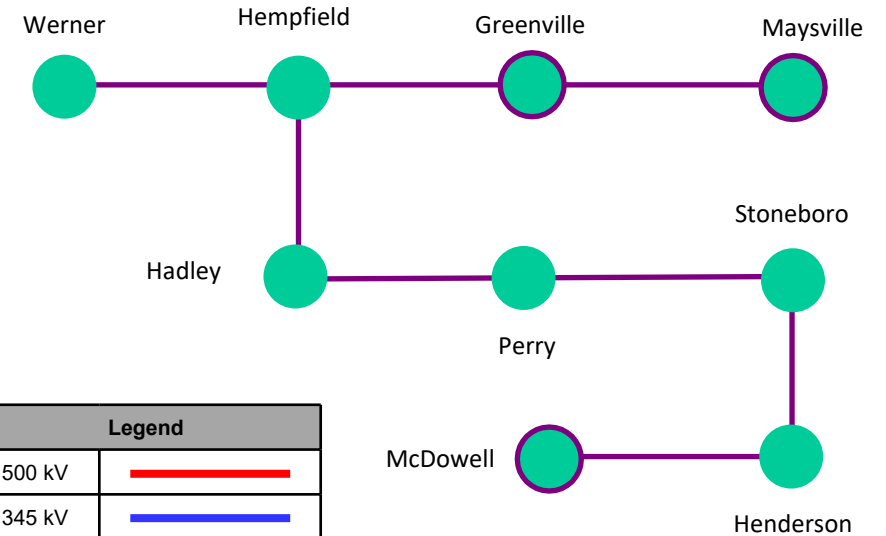 Werner
Hempfield
Greenville
Maysville
Stoneboro
Hadley
Perry
Legend
500 kV
345 kV
McDowell
Henderson